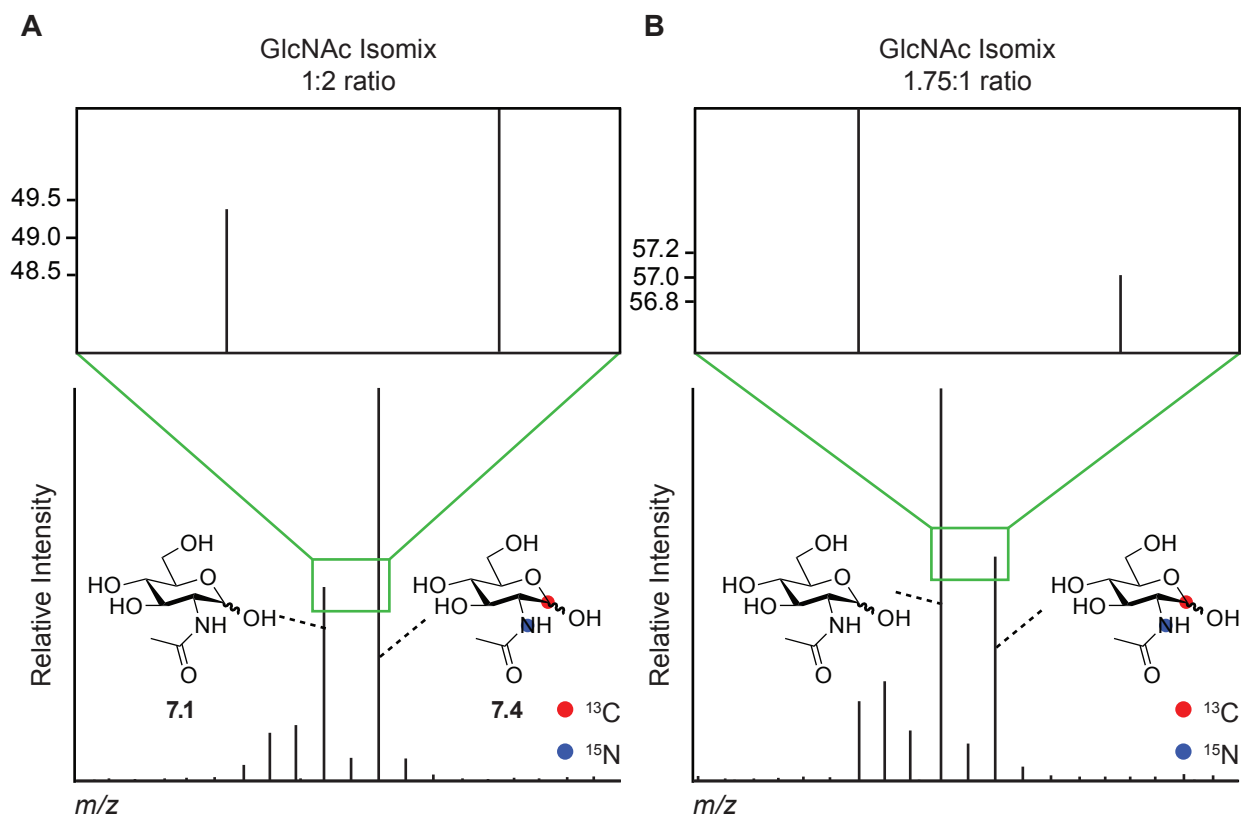 A
GlcNAc Isomix
1:2 ratio
49.5
49.0
48.5
Relative Intensity
OH
HO
O
HO
OH
NH
O
7.1
OH
HO
O
HO
OH
NH
O
7.4
¹³C
¹⁵N
m/z
B
GlcNAc Isomix
1.75:1 ratio
57.2
57.0
56.8
Relative Intensity
OH
HO
O
HO
OH
NH
O
OH
HO
O
HO
OH
NH
O
¹³C
¹⁵N
m/z